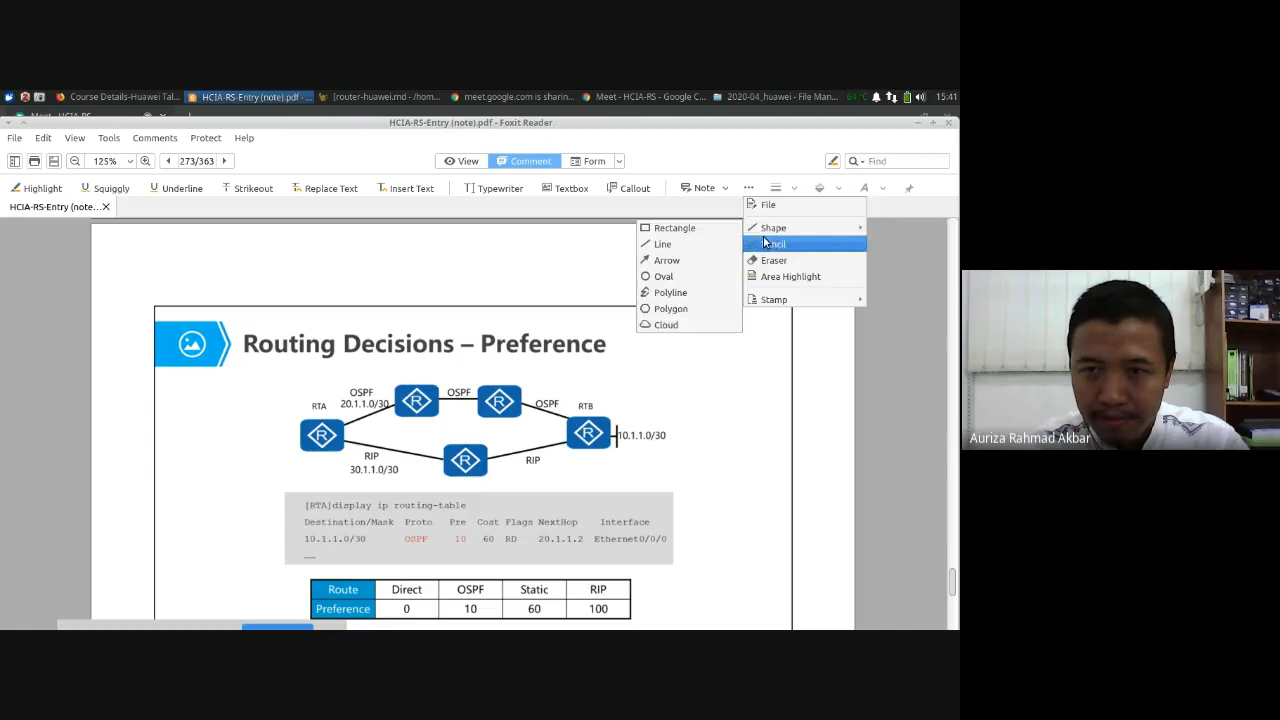 Course Details-Huawei Tal...
HCIA-RS-Entry (note).pdf - ...
[router-huawei.md - /hom...
meet.google.com is sharin...
Meet - HCIA-RS - Google C...
2020-04_huawei - File Man...
64°C
15:41
HCIA-RS-Entry (note).pdf - Foxit Reader
File Edit View Tools Comments Protect Help
125% 273/363 View Comment Form Find
Highlight Squiggly Underline Strikeout Replace Text Insert Text Typewriter Textbox Callout Note
HCIA-RS-Entry (note...
File
Shape
Eraser
Area Highlight
Stamp
Rectangle
Line
Arrow
Oval
Polyline
Polygon
Cloud
Routing Decisions – Preference
OSPF
20.1.1.0/30
OSPF
OSPF
RTA
RTB
R
R
R
R
R
10.1.1.0/30
RIP
30.1.1.0/30
RIP
[RTA]display ip routing-table
Destination/Mask Proto Pre Cost Flags NextHop Interface
10.1.1.0/30 OSPF 10 60 RD 20.1.1.2 Ethernet0/0/0
……
Route Direct OSPF Static RIP
Preference 0 10 60 100
Auriza Rahmad Akbar